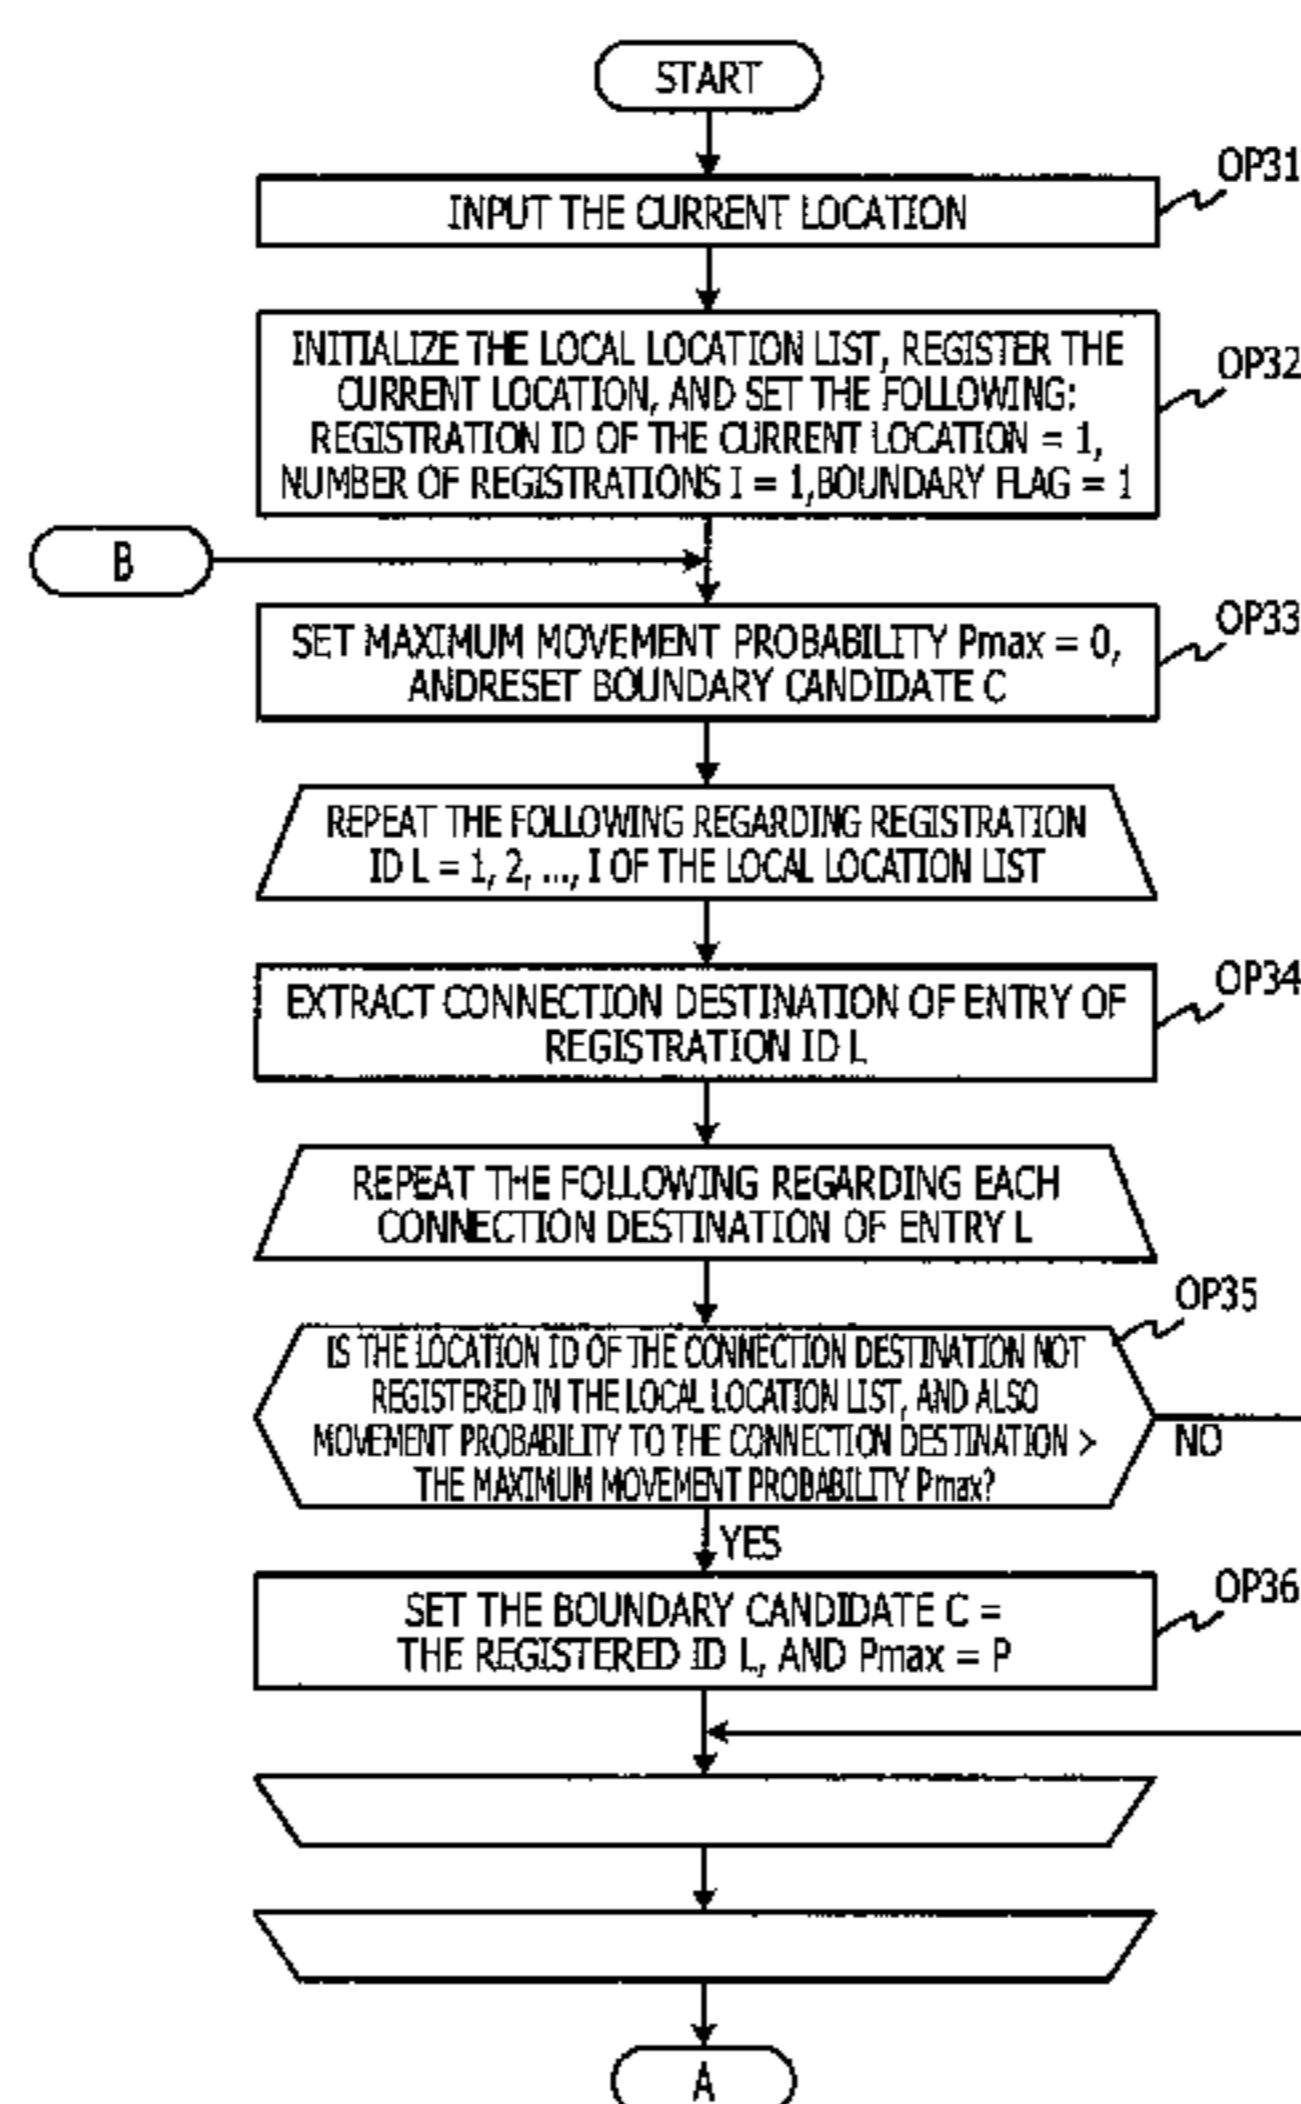 START
OP31
INPUT THE CURRENT LOCATION
OP32
INITIALIZE THE LOCAL LOCATION LIST, REGISTER THE
CURRENT LOCATION, AND SET THE FOLLOWING:
REGISTRATION ID OF THE CURRENT LOCATION = 1,
NUMBER OF REGISTRATIONS I = 1,BOUNDARY FLAG = 1
B
OP33
SET MAXIMUM MOVEMENT PROBABILITY Pmax = 0,
ANDRESET BOUNDARY CANDIDATE C
REPEAT THE FOLLOWING REGARDING REGISTRATION
ID L = 1, 2, ..., I OF THE LOCAL LOCATION LIST
OP34
EXTRACT CONNECTION DESTINATION OF ENTRY OF
REGISTRATION ID L
REPEAT THE FOLLOWING REGARDING EACH
CONNECTION DESTINATION OF ENTRY L
OP35
IS THE LOCATION ID OF THE CONNECTION DESTINATION NOT
REGISTERED IN THE LOCAL LOCATION LIST, AND ALSO
MOVEMENT PROBABILITY TO THE CONNECTION DESTINATION >
THE MAXIMUM MOVEMENT PROBABILITY Pmax?
NO
YES
OP36
SET THE BOUNDARY CANDIDATE C =
THE REGISTERED ID L, AND Pmax = P
A